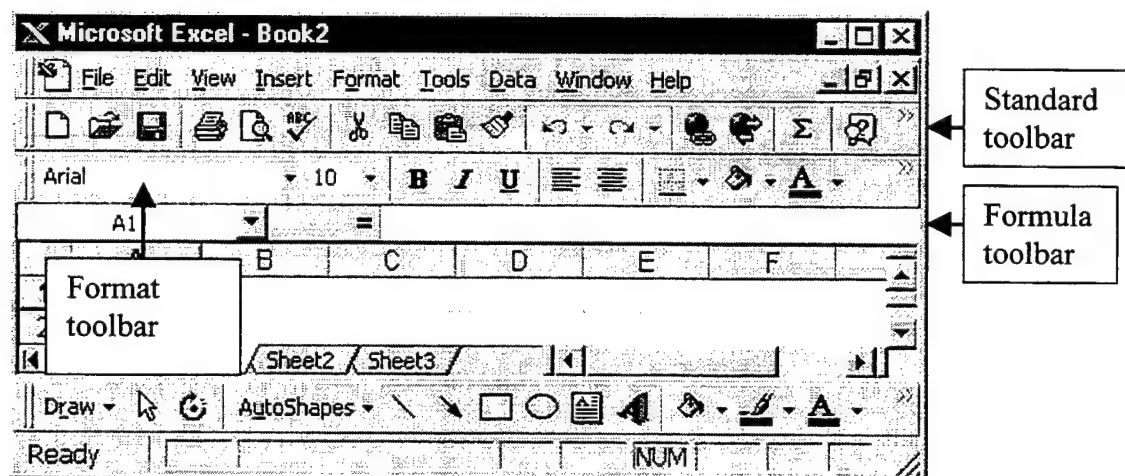 Microsoft Excel - Book2
File Edit View Insert Format Tools Data Window Help
Standard toolbar
ABC Σ ?
Arial 10 B I U A
A1 =
Formula toolbar
B C D E F
Format toolbar
Sheet2 Sheet3
Draw AutoShapes A A
Ready NUM